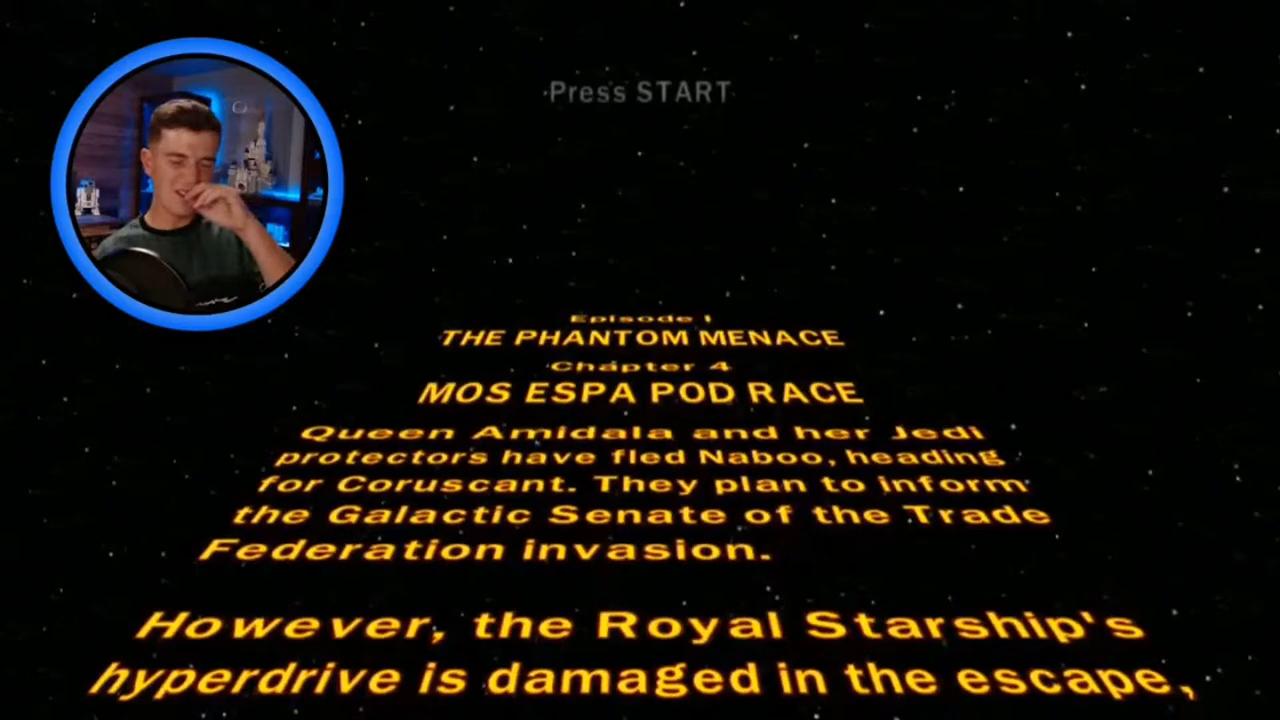 Press START
Episode I
THE PHANTOM MENACE
Chapter 4
MOS ESPA POD RACE
Queen Amidala and her Jedi
protectors have fled Naboo, heading
for Coruscant. They plan to inform
the Galactic Senate of the Trade
Federation invasion.
However, the Royal Starship's
hyperdrive is damaged in the escape,